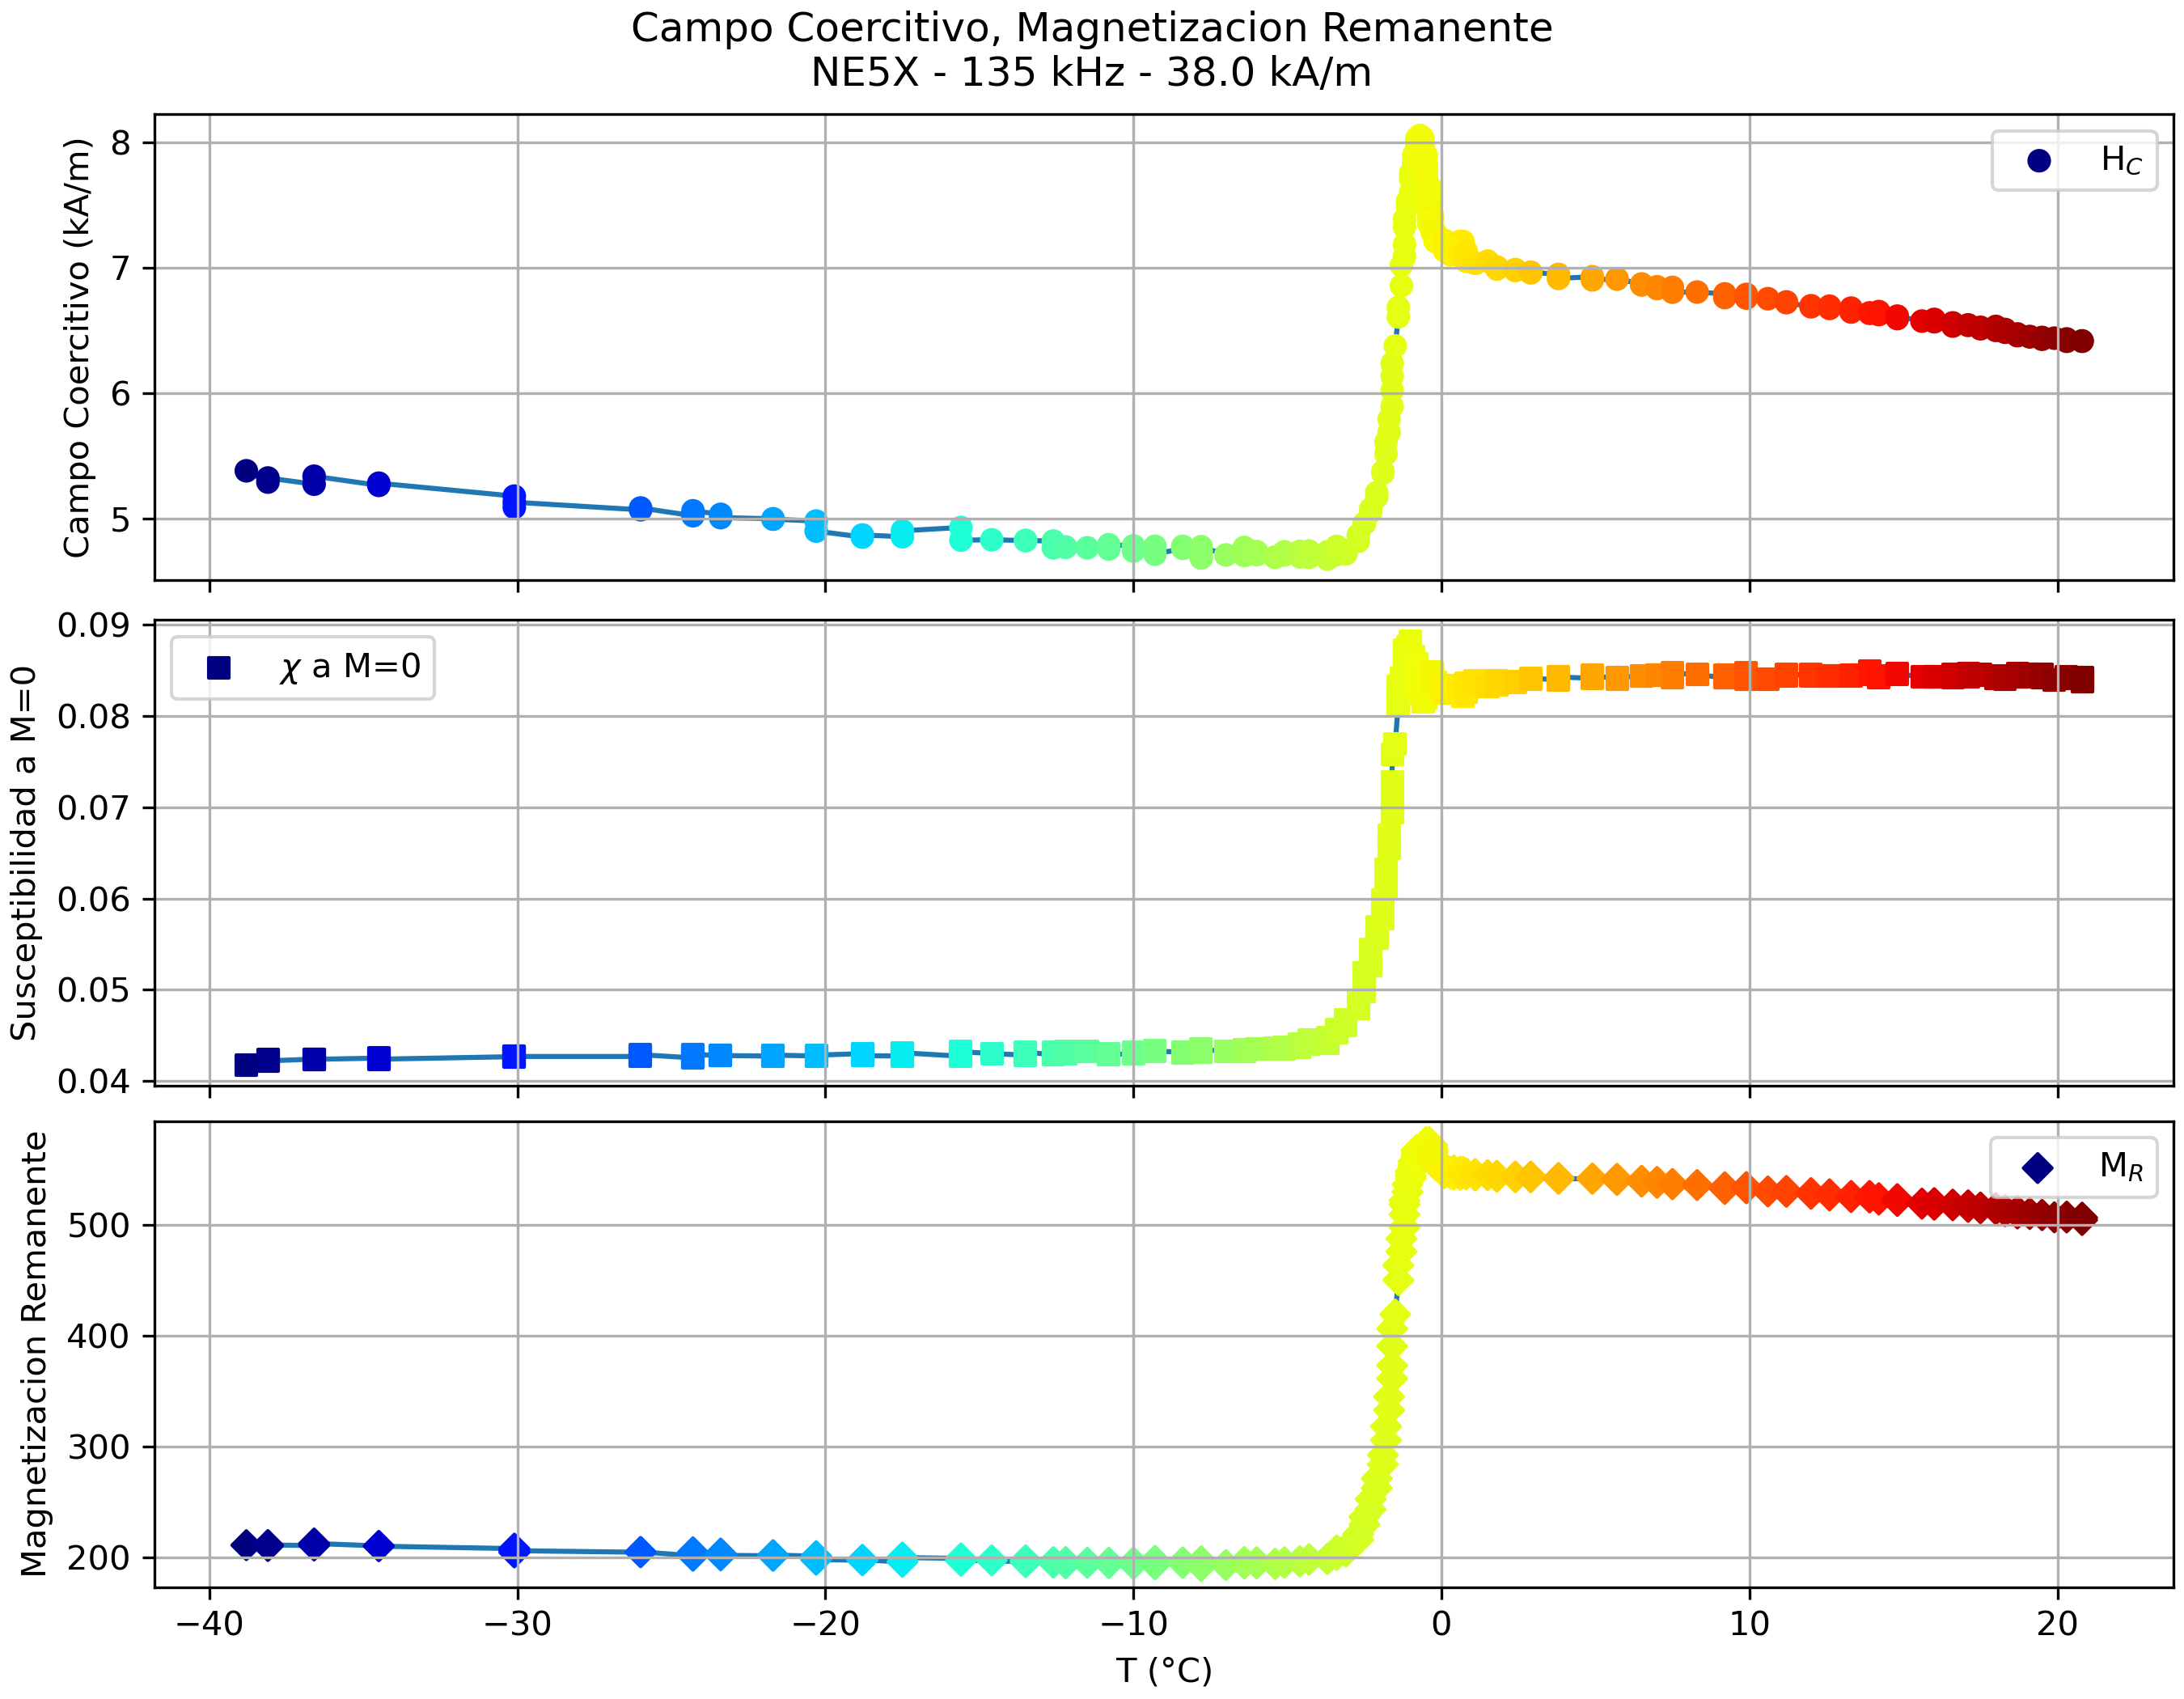 Campo Coercitivo, Magnetizacion Remanente
NE5X - 135 kHz - 38.0 kA/m
Campo Coercitivo (kA/m)
8
7
6
5
H_C
Susceptibilidad a M=0
0.09
0.08
0.07
0.06
0.05
0.04
χ a M=0
Magnetizacion Remanente
500
400
300
200
M_R
−40 −30 −20 −10 0 10 20
T (°C)